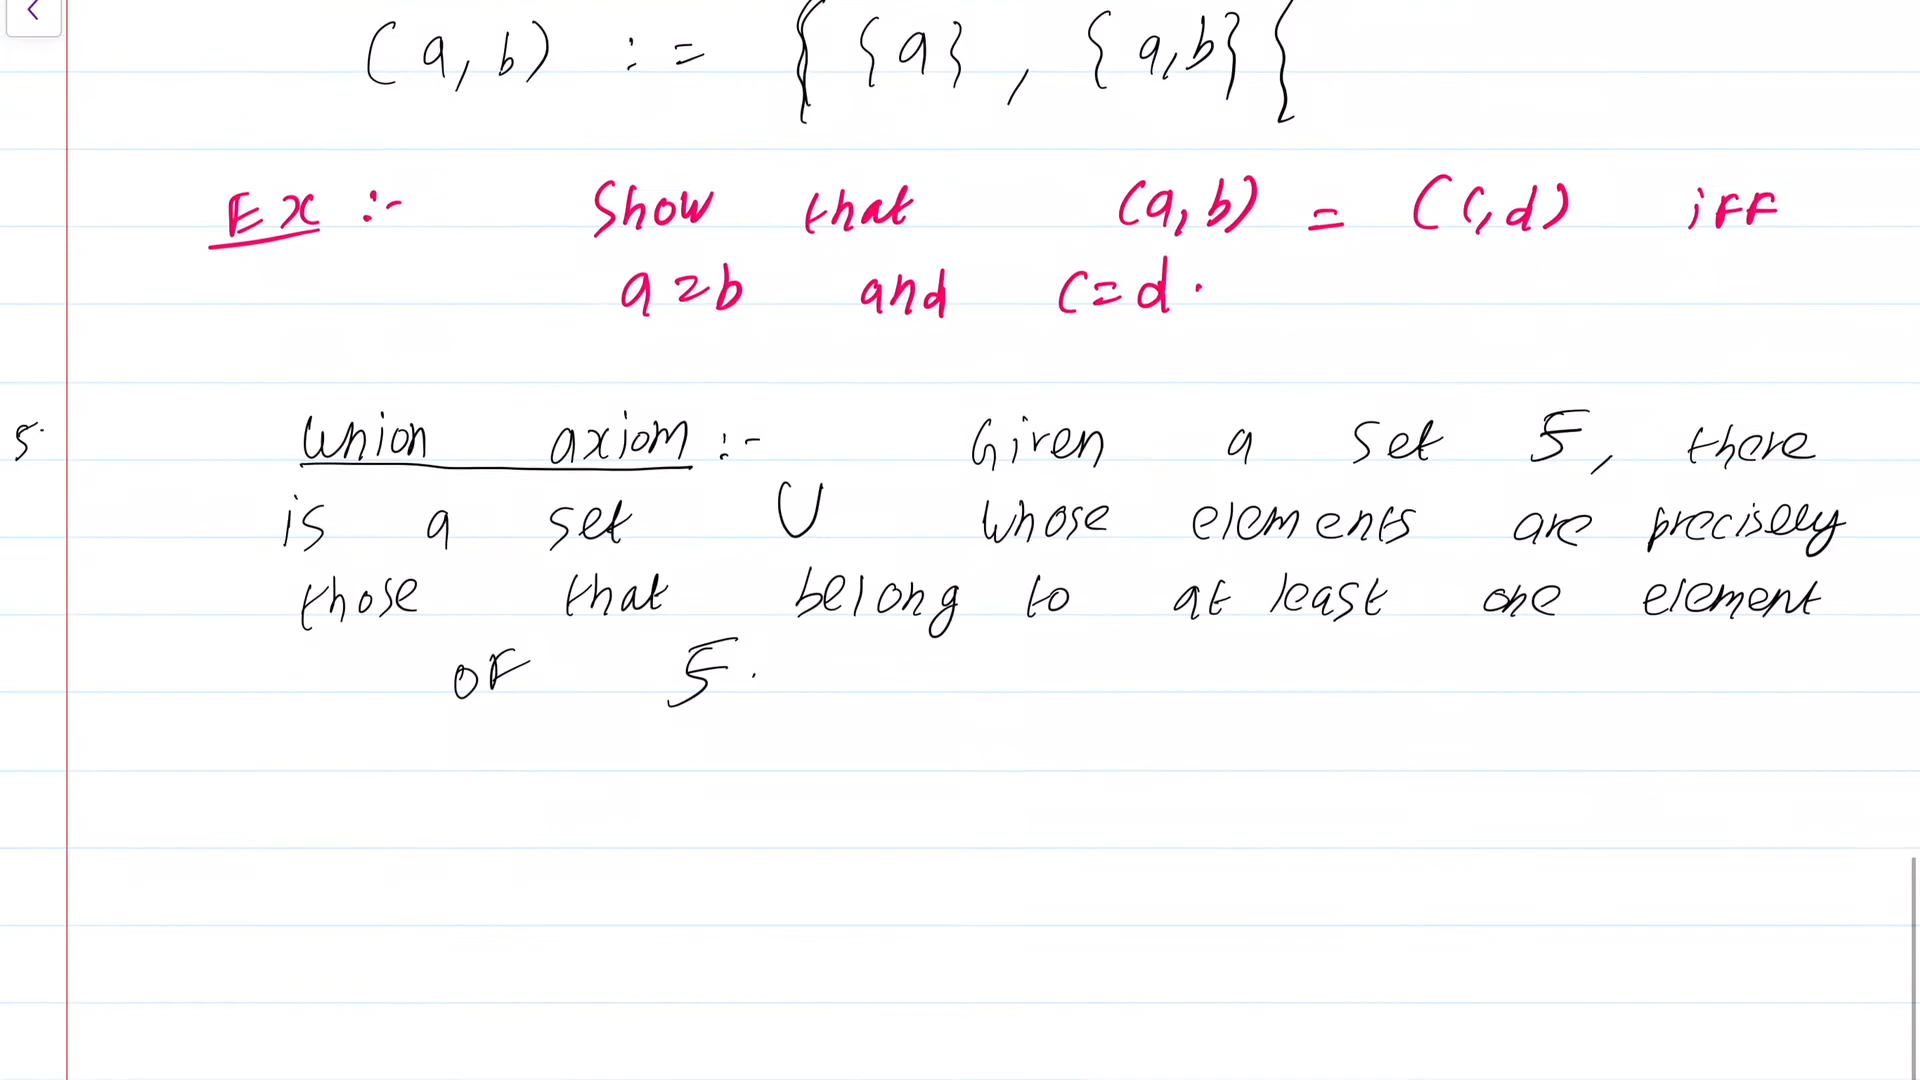 (a, b) := { {a} , {a,b} {
Ex :- Show that (a, b) = (c, d) iff
a = b and c = d.
5. Union axiom :- Given a set F, there
is a set U whose elements are precisely
those that belong to at least one element
of F.